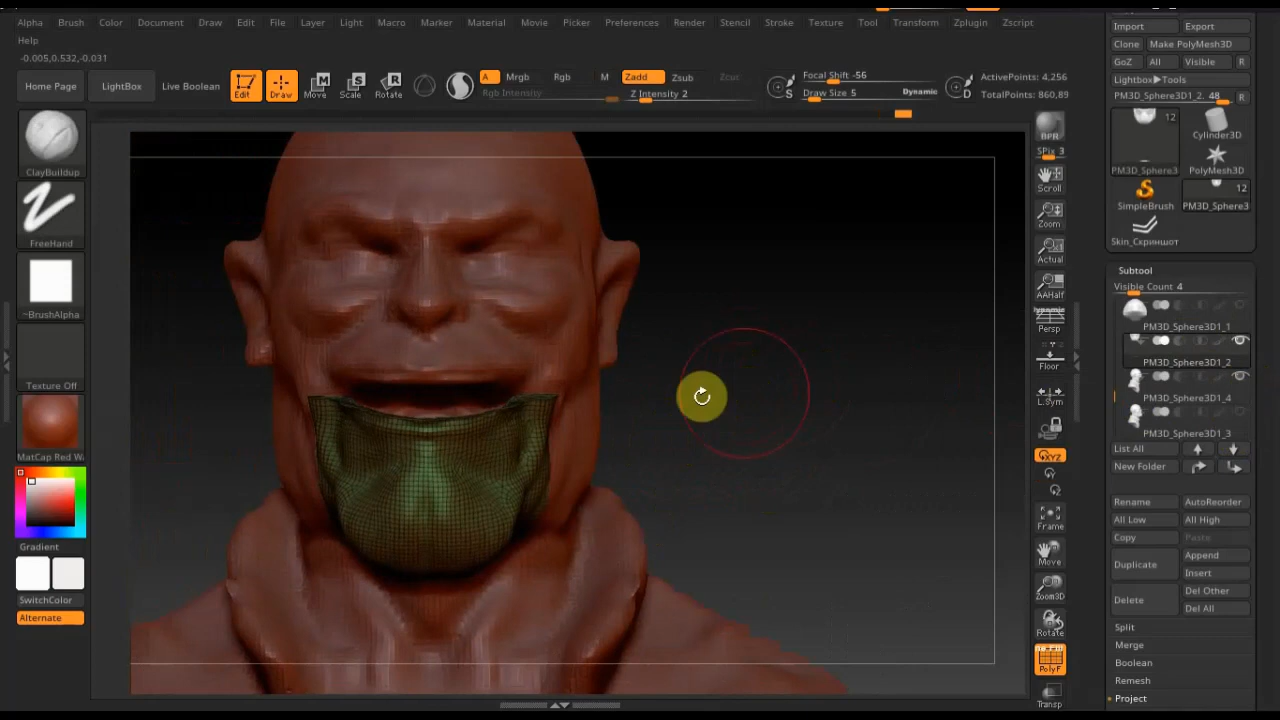 Alpha Brush Color Document Draw Edit File Layer Light Macro Marker Material Movie Picker Preferences Render Stencil Stroke Texture Tool Transform Zplugin Zscript
Help
-0.005,0.532,-0.031
Home Page
LightBox
Live Boolean
Edit
Draw
Move
Scale
Rotate
A Mrgb Rgb M Zadd Zsub Zcut
Rgb Intensity
Z Intensity 2
Focal Shift -56
Draw Size 5 Dynamic
ActivePoints: 4,256
TotalPoints: 860,89
ClayBuildup
FreeHand
~BrushAlpha
Texture Off
MatCap Red Wa
Gradient
SwitchColor
Alternate
BPR
SPix 3
Scroll
Zoom
Actual
AAHalf
Dynamic
Persp
Floor
L.Sym
XYZ
Y
Z
Frame
Move
Zoom3D
Rotate
PolyF
Transp
Import Export
Clone Make PolyMesh3D
GoZ All Visible R
Lightbox▶Tools
PM3D_Sphere3D1_2. 48 R
12
Cylinder3D
PM3D_Sphere3
PolyMesh3D
SimpleBrush
12
PM3D_Sphere3
Skin_Скриншот
Subtool
Visible Count 4
PM3D_Sphere3D1_1
PM3D_Sphere3D1_2
PM3D_Sphere3D1_4
PM3D_Sphere3D1_3
List All
New Folder
Rename AutoReorder
All Low All High
Copy Paste
Duplicate Append
Insert
Delete Del Other
Del All
Split
Merge
Boolean
Remesh
Project